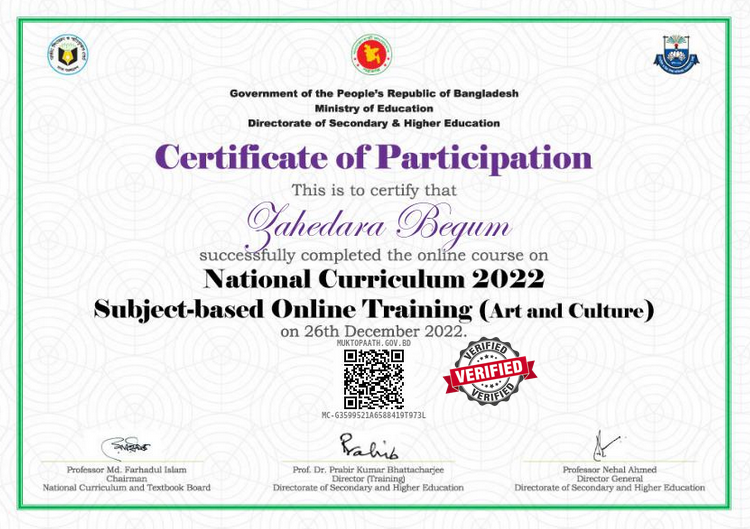 Government of the People's Republic of Bangladesh
Ministry of Education
Directorate of Secondary & Higher Education
Certificate of Participation
This is to certify that
Zahedara Begum
successfully completed the online course on
National Curriculum 2022
Subject-based Online Training (Art and Culture)
on 26th December 2022.
MUKTOPAATH.GOV.BD
VERIFIED
VERIFIED
VERIFIED
MC-G3599521A6588419T973L
Prabir
Professor Md. Farhadul Islam
Chairman
National Curriculum and Textbook Board
Prof. Dr. Prabir Kumar Bhattacharjee
Director (Training)
Directorate of Secondary and Higher Education
Professor Nehal Ahmed
Director General
Directorate of Secondary and Higher Education